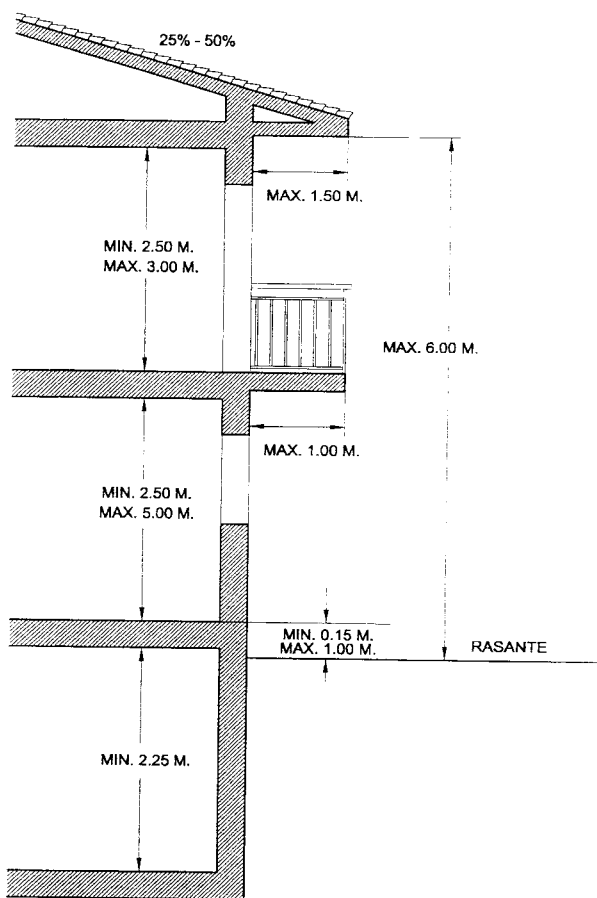 25% - 50%
MAX. 1.50 M.
MIN. 2.50 M.
MAX. 3.00 M.
MAX. 6.00 M.
MAX. 1.00 M.
MIN. 2.50 M.
MAX. 5.00 M.
MIN. 0.15 M.
MAX. 1.00 M.
RASANTE
MIN. 2.25 M.